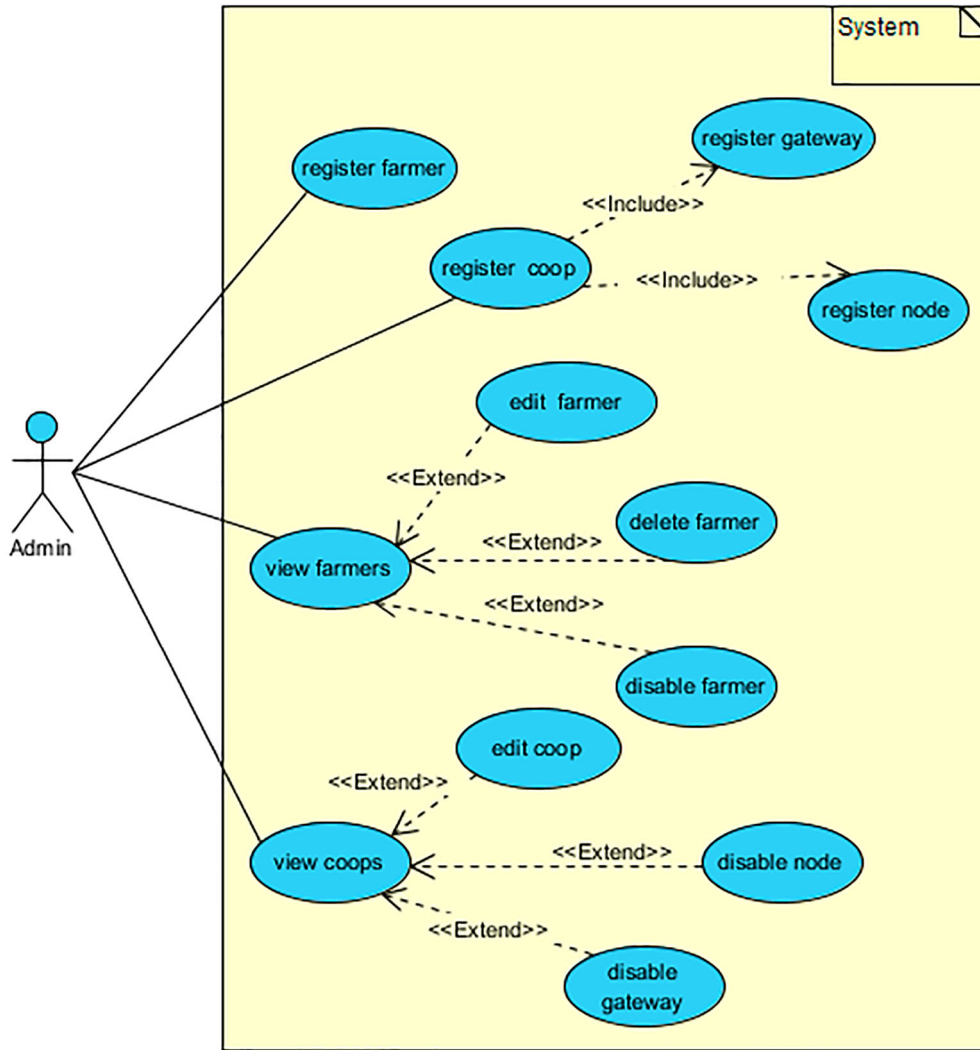 System
register gateway
register farmer
<<Include>>
register coop
<<Include>>
register node
edit farmer
<<Extend>>
delete farmer
<<Extend>>
Admin
view farmers
<<Extend>>
disable farmer
edit coop
<<Extend>>
view coops
<<Extend>>
disable node
<<Extend>>
disable
gateway